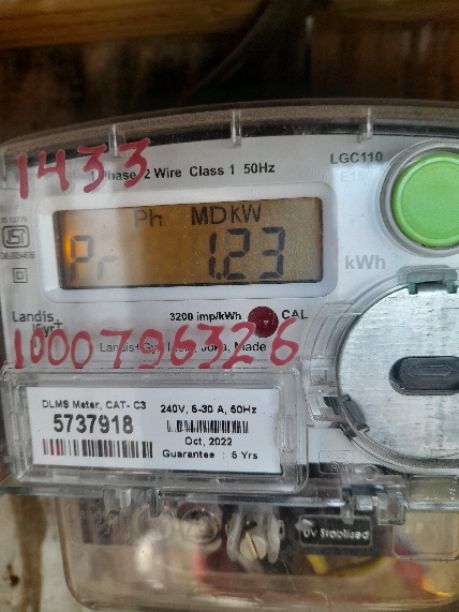 1433
1 Phase 2 Wire Class 1 50Hz
LGC110
E150
Ph MD kW
Pr 1.23
kWh
Landis
Gyr+
3200 imp/kWh
CAL
1000796326
DLMS Meter, CAT- C3
5737918
240V, 5-30 A, 50Hz
Oct, 2022
Guarantee : 5 Yrs
UV Stabilised